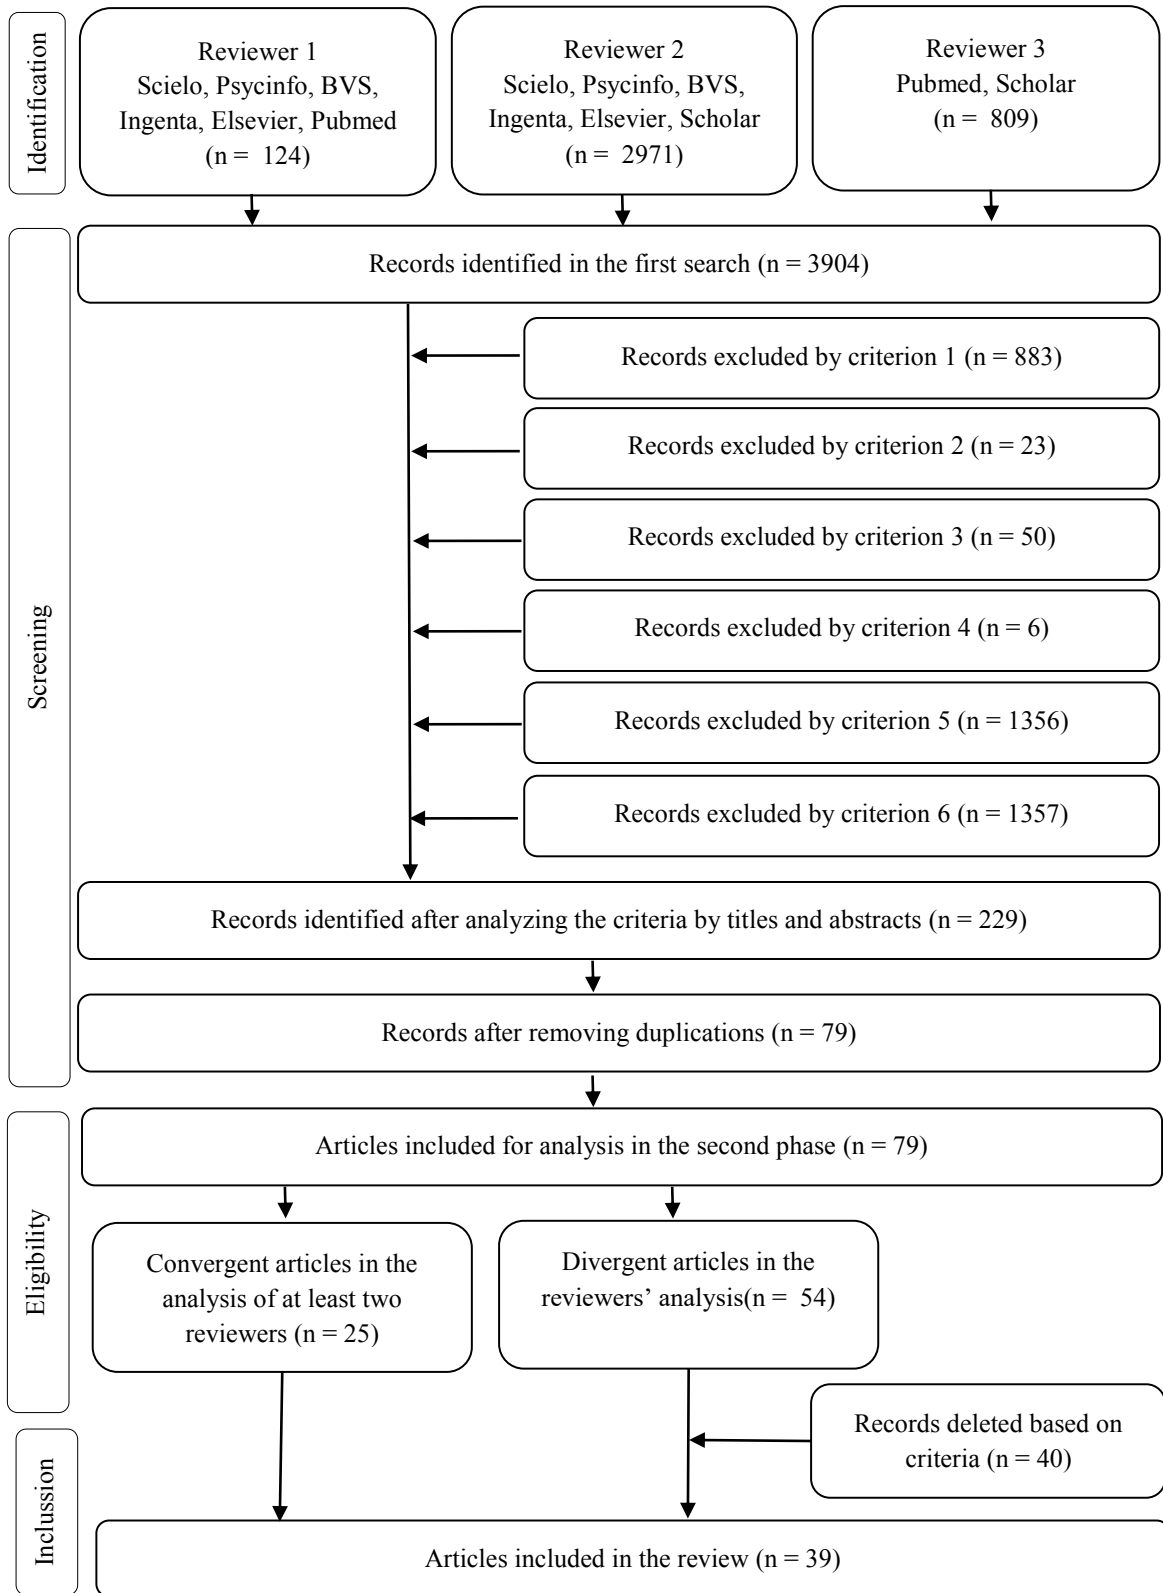 Identification
Reviewer 1
Scielo, Psycinfo, BVS,
Ingenta, Elsevier, Pubmed
(n = 124)
Reviewer 2
Scielo, Psycinfo, BVS,
Ingenta, Elsevier, Scholar
(n = 2971)
Reviewer 3
Pubmed, Scholar
(n = 809)
Screening
Records identified in the first search (n = 3904)
Records excluded by criterion 1 (n = 883)
Records excluded by criterion 2 (n = 23)
Records excluded by criterion 3 (n = 50)
Records excluded by criterion 4 (n = 6)
Records excluded by criterion 5 (n = 1356)
Records excluded by criterion 6 (n = 1357)
Records identified after analyzing the criteria by titles and abstracts (n = 229)
Records after removing duplications (n = 79)
Eligibility
Articles included for analysis in the second phase (n = 79)
Convergent articles in the
analysis of at least two
reviewers (n = 25)
Divergent articles in the
reviewers’ analysis(n = 54)
Records deleted based on
criteria (n = 40)
Inclussion
Articles included in the review (n = 39)